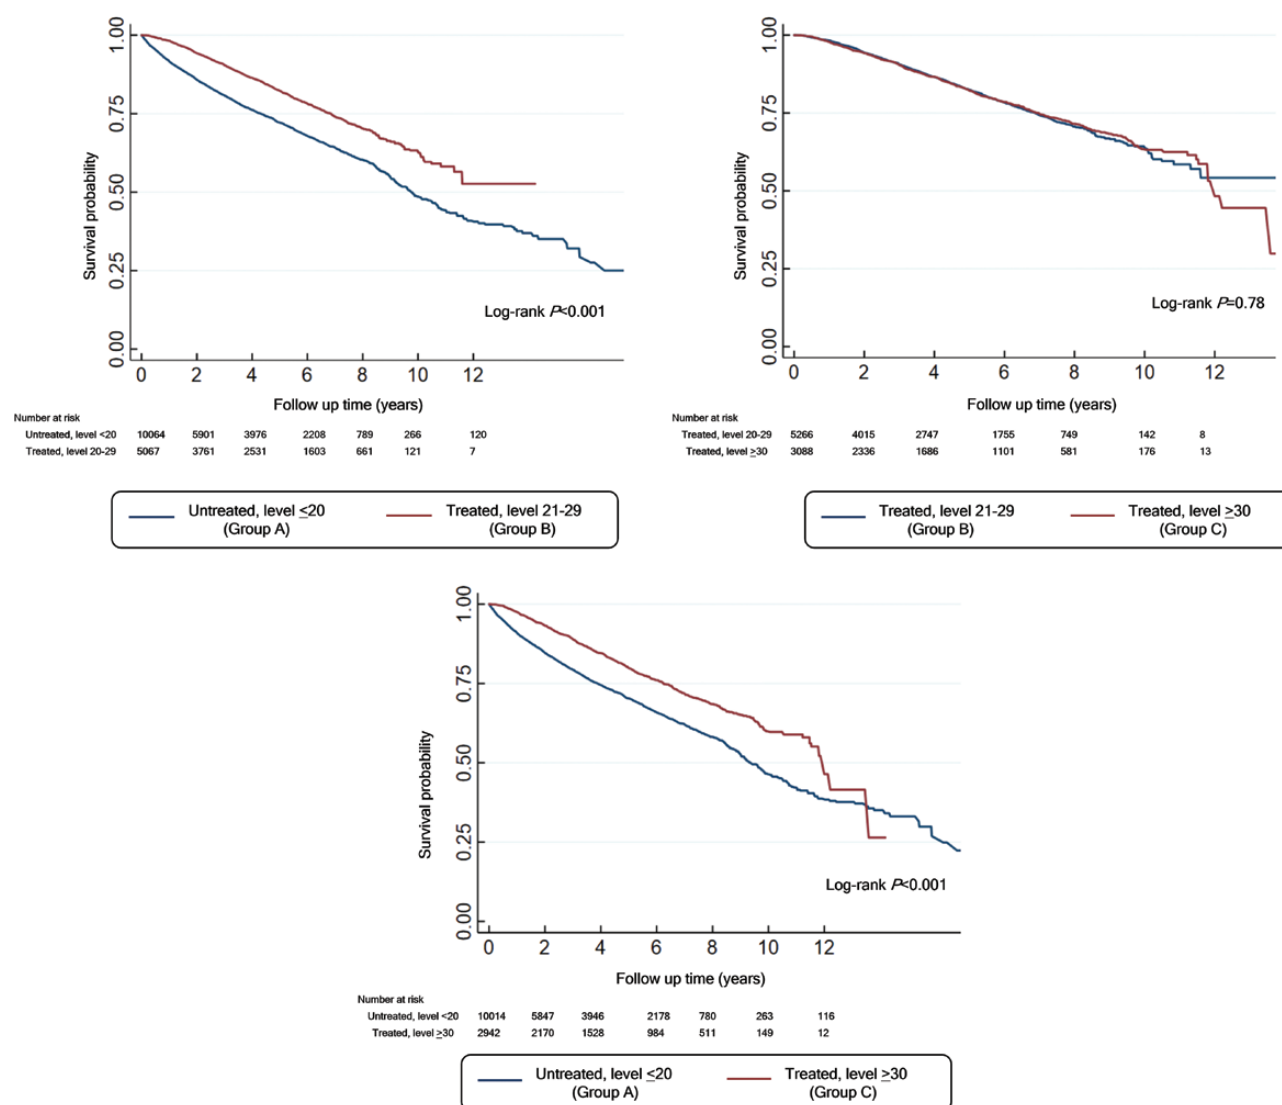 1.00
0.75
0.50
0.25
0.00
Survival probability
Log-rank P<0.001
0 2 4 6 8 10 12
Follow up time (years)
Number at risk
Untreated, level <20 10064 5901 3976 2208 789 266 120
Treated, level 20-29 5067 3761 2531 1603 661 121 7
Untreated, level ≤20 Treated, level 21-29
(Group A) (Group B)
1.00
0.75
0.50
0.25
0.00
Survival probability
Log-rank P=0.78
0 2 4 6 8 10 12
Follow up time (years)
Number at risk
Treated, level 20-29 5266 4015 2747 1755 749 142 8
Treated, level ≥30 3088 2336 1686 1101 581 176 13
Treated, level 21-29 Treated, level ≥30
(Group B) (Group C)
1.00
0.75
0.50
0.25
0.00
Survival probability
Log-rank P<0.001
0 2 4 6 8 10 12
Follow up time (years)
Number at risk
Untreated, level <20 10014 5847 3946 2178 780 263 116
Treated, level ≥30 2942 2170 1528 984 511 149 12
Untreated, level ≤20 Treated, level ≥30
(Group A) (Group C)